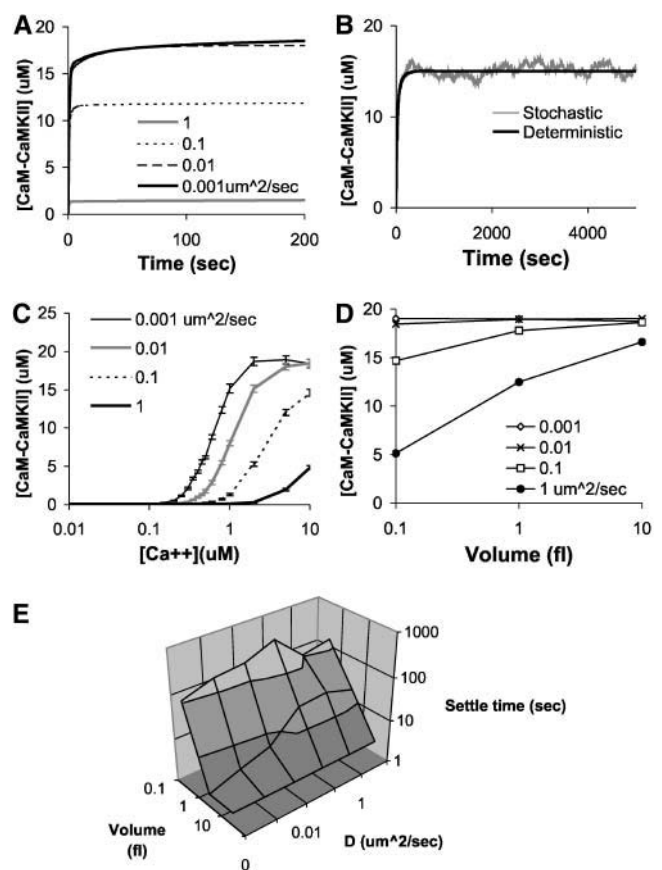 A
[CaM-CaMKII] (uM)
20
15
10
5
0
1
0.1
0.01
0.001um^2/sec
0
100
200
Time (sec)
B
[CaM-CaMKII] (uM)
20
15
10
5
0
Stochastic
Deterministic
0
2000
4000
Time (sec)
C
[CaM-CaMKII] (uM)
25
20
15
10
5
0
0.001 um^2/sec
0.01
0.1
1
0.01
0.1
1
10
[Ca++](uM)
D
[CaM-CaMKII] (uM)
20
15
10
5
0
0.001
0.01
0.1
1 um^2/sec
0.1
1
10
Volume (fl)
E
1000
100
10
1
Settle time (sec)
0.1
1
10
Volume
(fl)
0
0.01
1
D (um^2/sec)